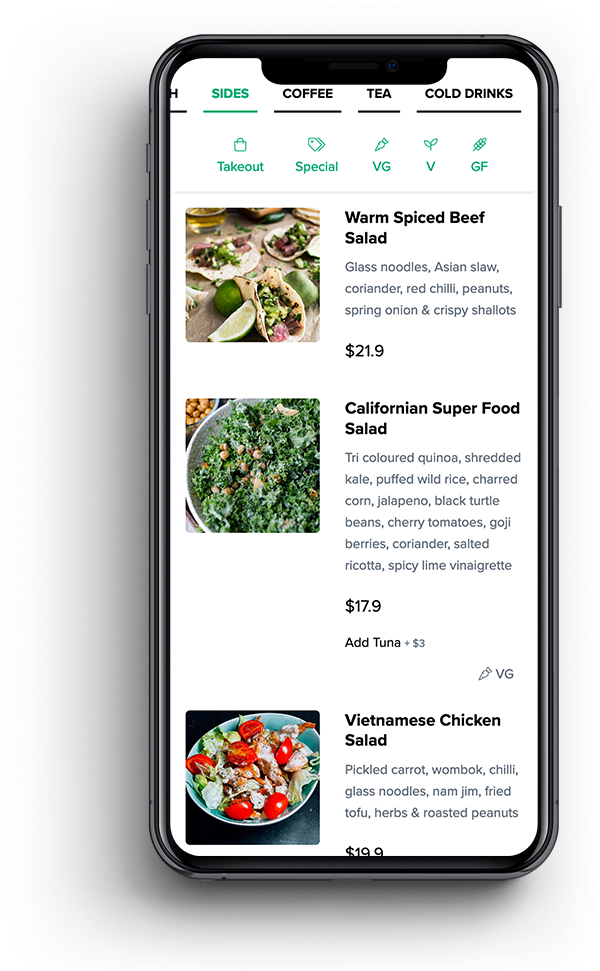 H SIDES COFFEE TEA COLD DRINKS
Takeout Special VG V GF
Warm Spiced Beef
Salad
Glass noodles, Asian slaw,
coriander, red chilli, peanuts,
spring onion & crispy shallots
$21.9
Californian Super Food
Salad
Tri coloured quinoa, shredded
kale, puffed wild rice, charred
corn, jalapeno, black turtle
beans, cherry tomatoes, goji
berries, coriander, salted
ricotta, spicy lime vinaigrette
$17.9
Add Tuna + $3
VG
Vietnamese Chicken
Salad
Pickled carrot, wombok, chilli,
glass noodles, nam jim, fried
tofu, herbs & roasted peanuts
$19.9